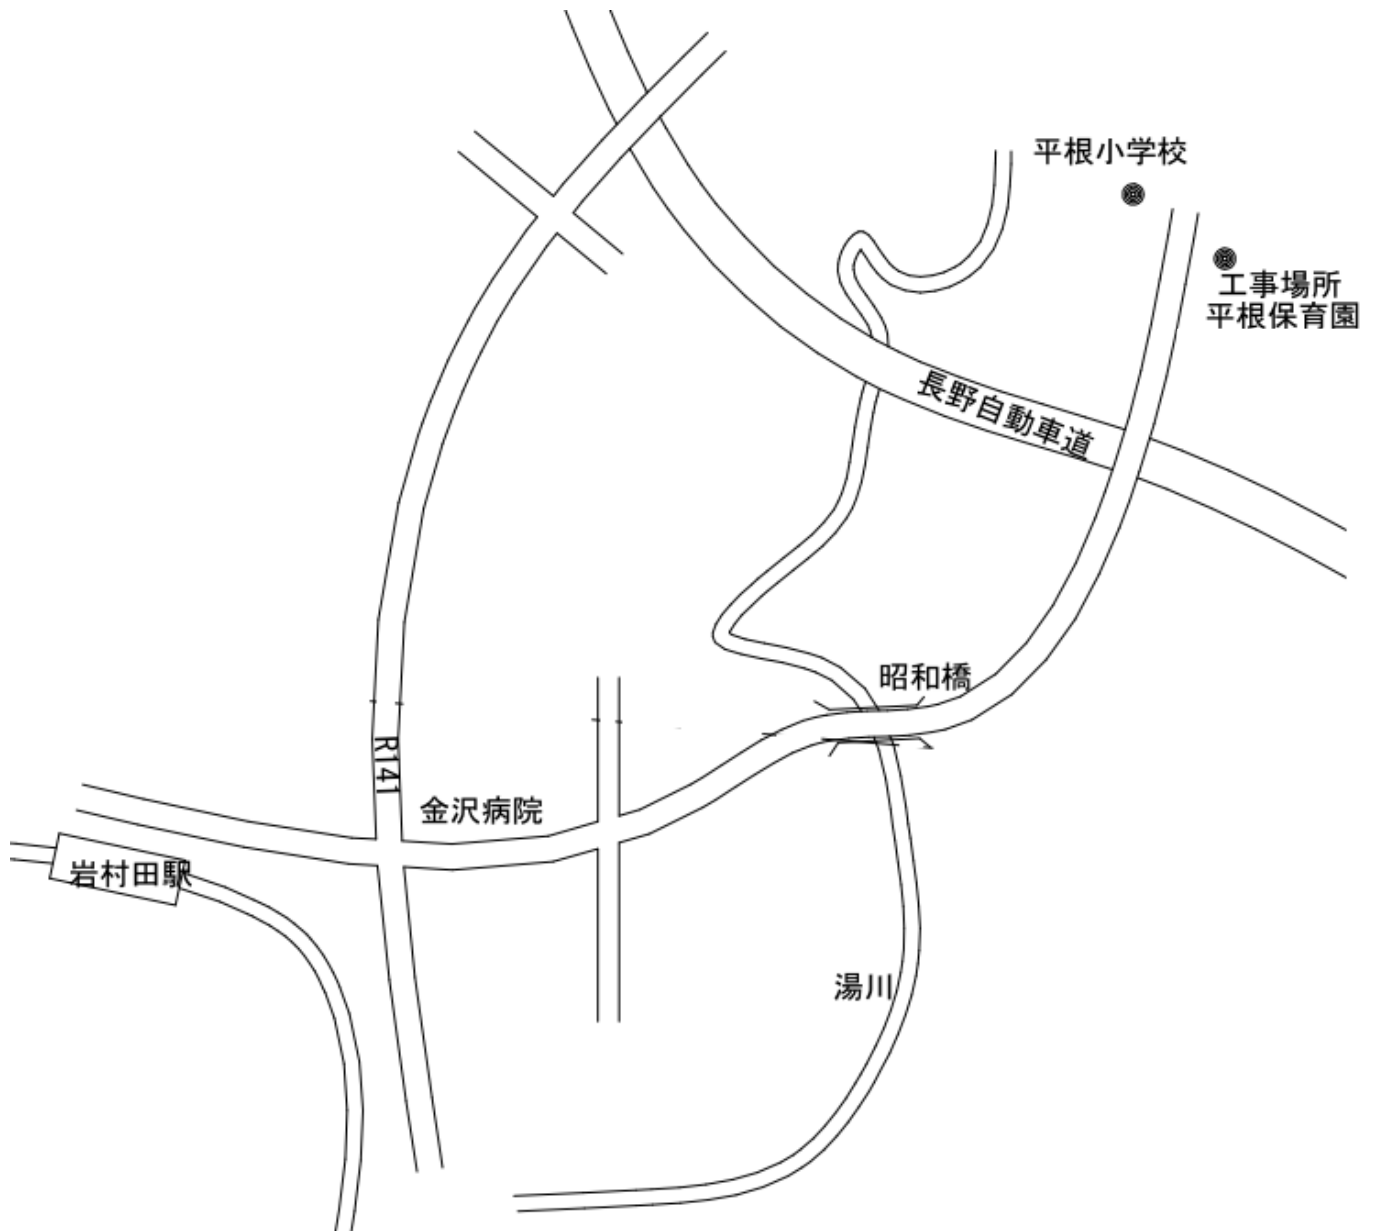 平根小学校
工事場所
平根保育園
長野自動車道
昭和橋
R141
金沢病院
岩村田駅
湯川